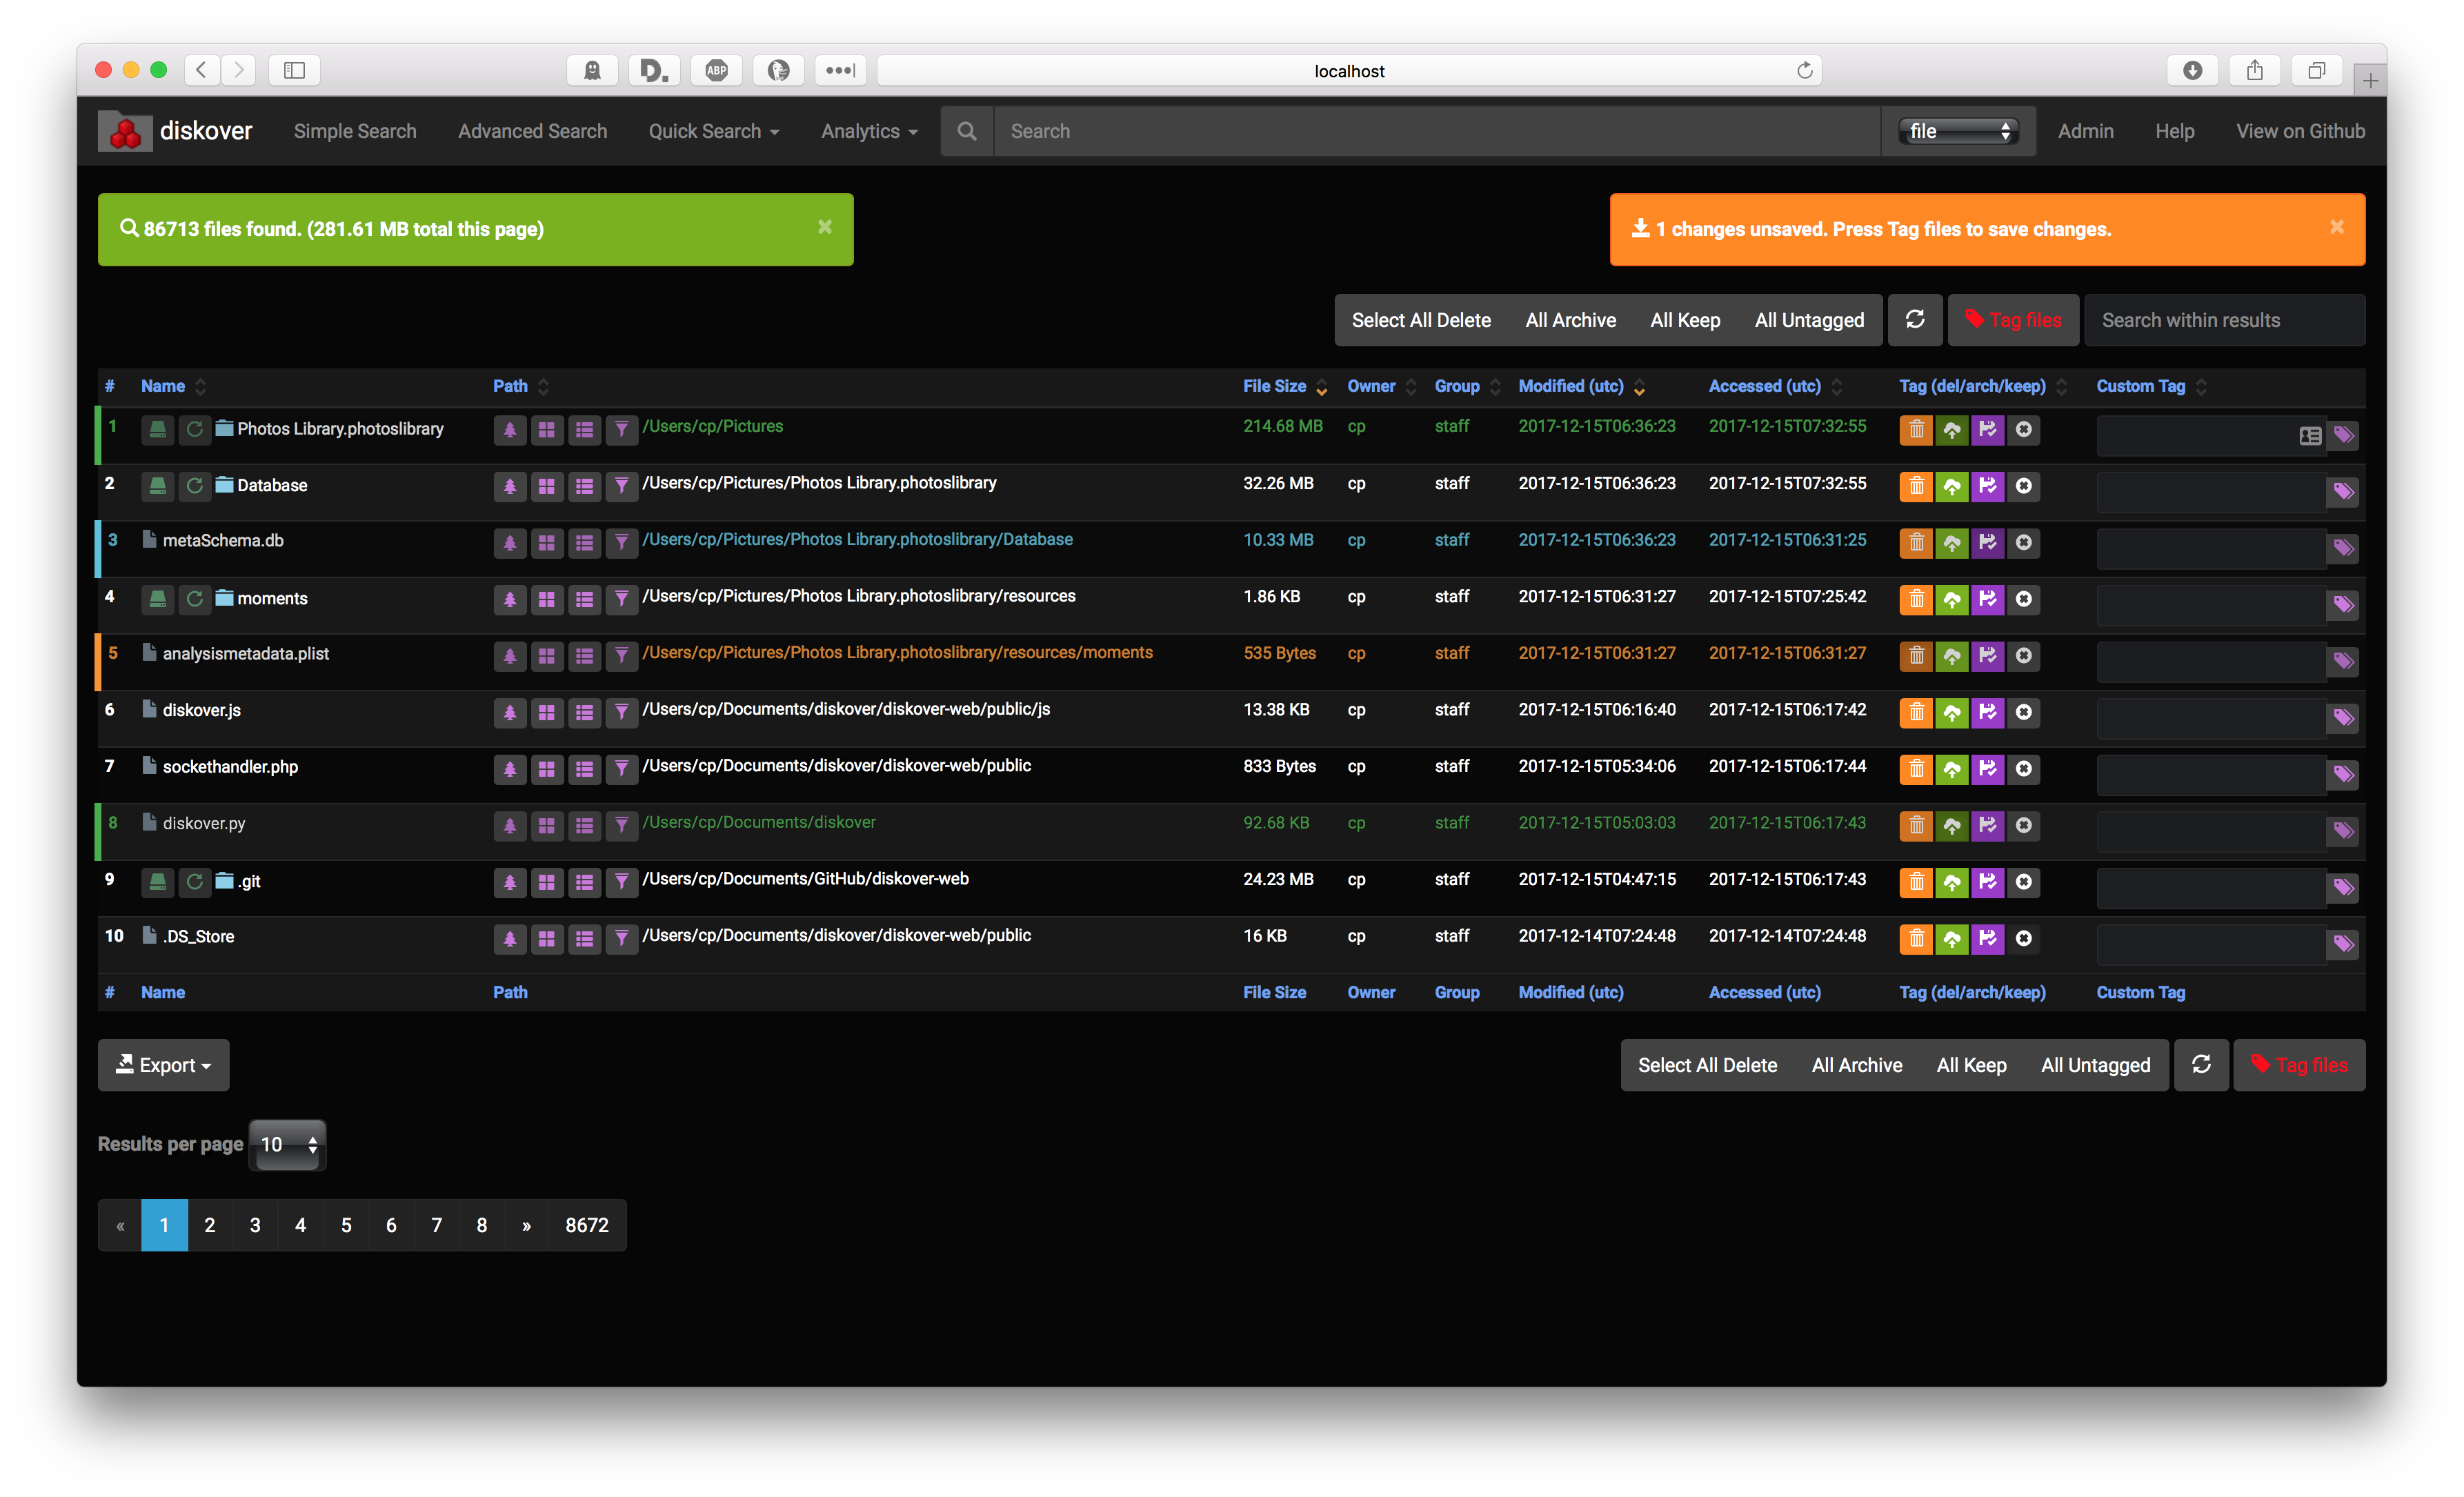 D. ABP localhost
diskover Simple Search Advanced Search Quick Search Analytics Search file Admin Help View on Github
86713 files found. (281.61 MB total this page)
1 changes unsaved. Press Tag files to save changes.
Select All Delete All Archive All Keep All Untagged Tag files Search within results
# Name Path File Size Owner Group Modified (utc) Accessed (utc) Tag (del/arch/keep) Custom Tag
1 Photos Library.photoslibrary /Users/cp/Pictures 214.68 MB cp staff 2017-12-15T06:36:23 2017-12-15T07:32:55
2 Database /Users/cp/Pictures/Photos Library.photoslibrary 32.26 MB cp staff 2017-12-15T06:36:23 2017-12-15T07:32:55
3 metaSchema.db /Users/cp/Pictures/Photos Library.photoslibrary/Database 10.33 MB cp staff 2017-12-15T06:36:23 2017-12-15T06:31:25
4 moments /Users/cp/Pictures/Photos Library.photoslibrary/resources 1.86 KB cp staff 2017-12-15T06:31:27 2017-12-15T07:25:42
5 analysismetadata.plist /Users/cp/Pictures/Photos Library.photoslibrary/resources/moments 535 Bytes cp staff 2017-12-15T06:31:27 2017-12-15T06:31:27
6 diskover.js /Users/cp/Documents/diskover/diskover-web/public/js 13.38 KB cp staff 2017-12-15T06:16:40 2017-12-15T06:17:42
7 sockethandler.php /Users/cp/Documents/diskover/diskover-web/public 833 Bytes cp staff 2017-12-15T05:34:06 2017-12-15T06:17:44
8 diskover.py /Users/cp/Documents/diskover 92.68 KB cp staff 2017-12-15T05:03:03 2017-12-15T06:17:43
9 .git /Users/cp/Documents/GitHub/diskover-web 24.23 MB cp staff 2017-12-15T04:47:15 2017-12-15T06:17:43
10 .DS_Store /Users/cp/Documents/diskover/diskover-web/public 16 KB cp staff 2017-12-14T07:24:48 2017-12-14T07:24:48
# Name Path File Size Owner Group Modified (utc) Accessed (utc) Tag (del/arch/keep) Custom Tag
Export Select All Delete All Archive All Keep All Untagged Tag files
Results per page 10
« 1 2 3 4 5 6 7 8 » 8672